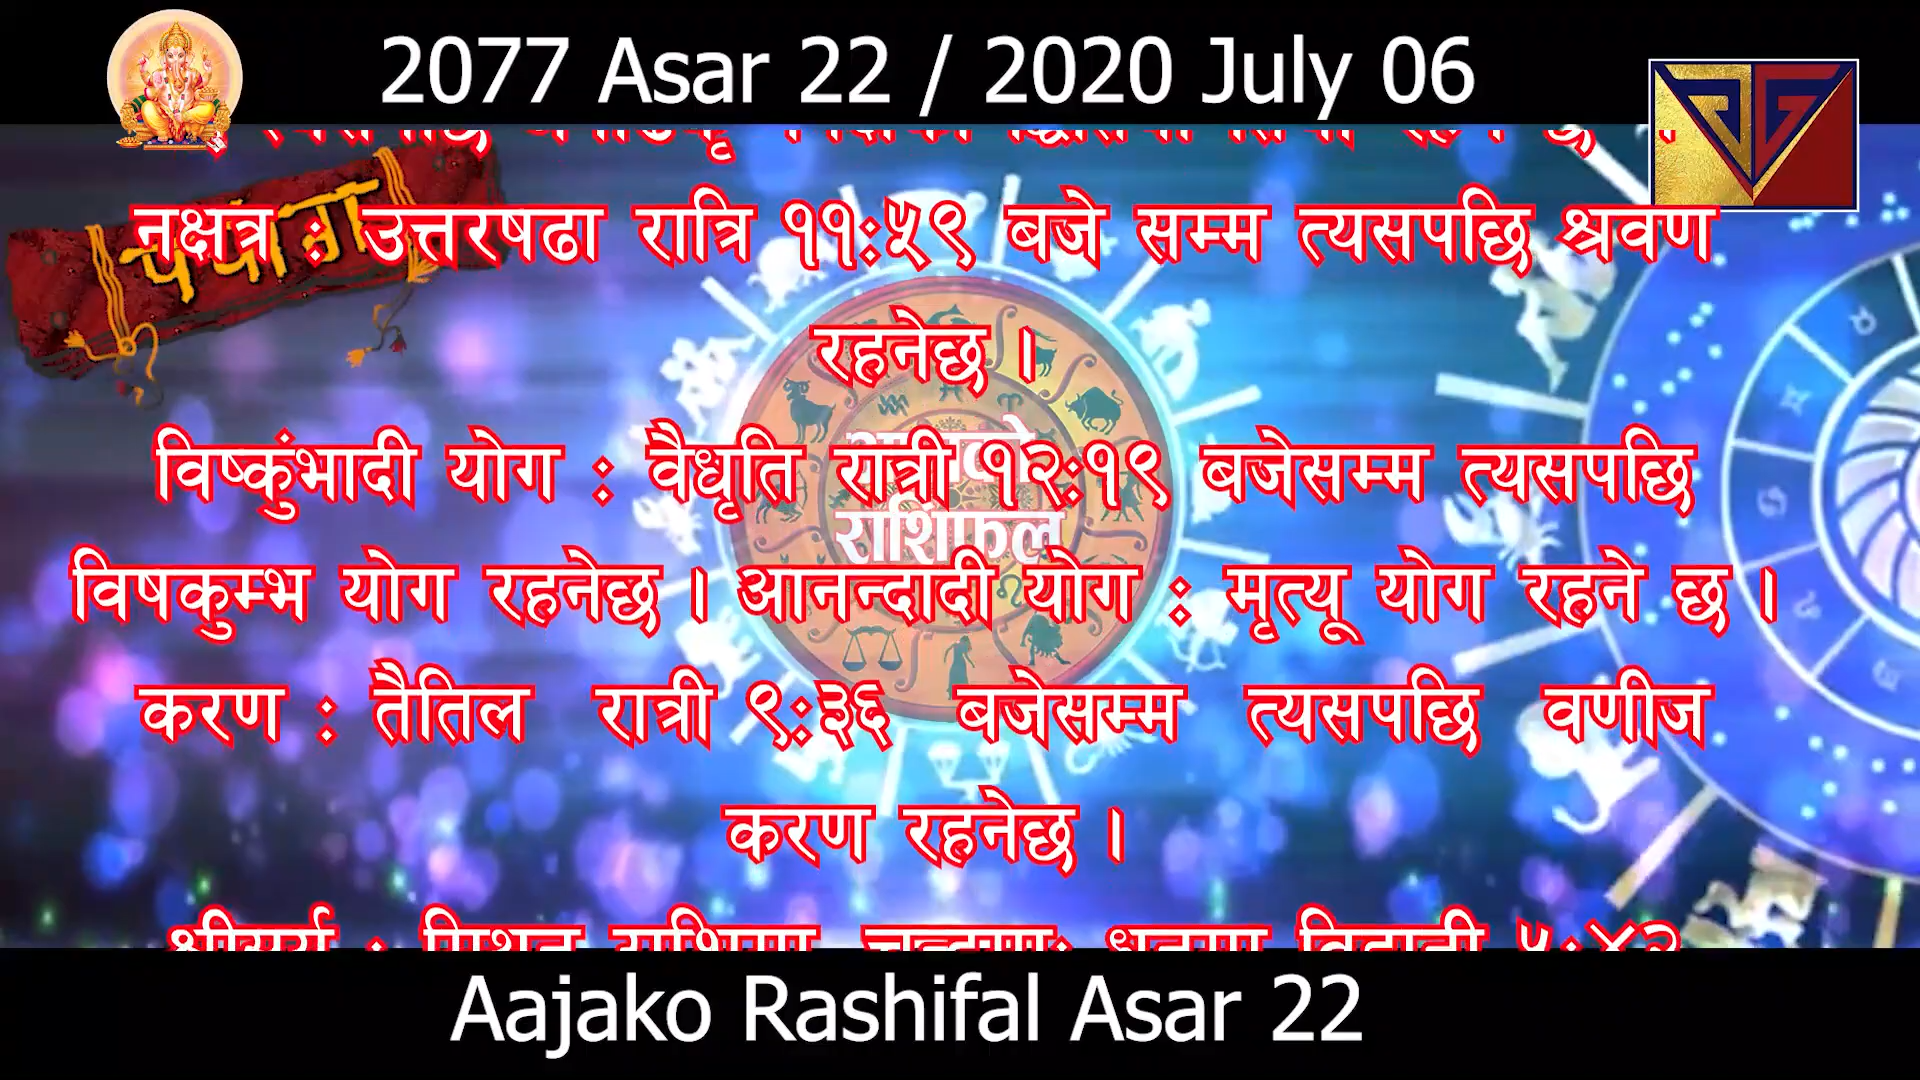 2077 Asar 22 / 2020 July 06
नक्षत्र : उत्तरषढा रात्रि ११:५९ बजे सम्म त्यसपछि श्रवण
रहनेछ ।
विष्कुंभादी योग : वैधृति रात्री १२:१९ बजेसम्म त्यसपछि
राशिफल
विषकुम्भ योग रहनेछ । आनन्दादी योग : मृत्यू योग रहने छ ।
करण : तैतिल रात्री ९:३६ बजेसम्म त्यसपछि वणीज
करण रहनेछ ।
Aajako Rashifal Asar 22